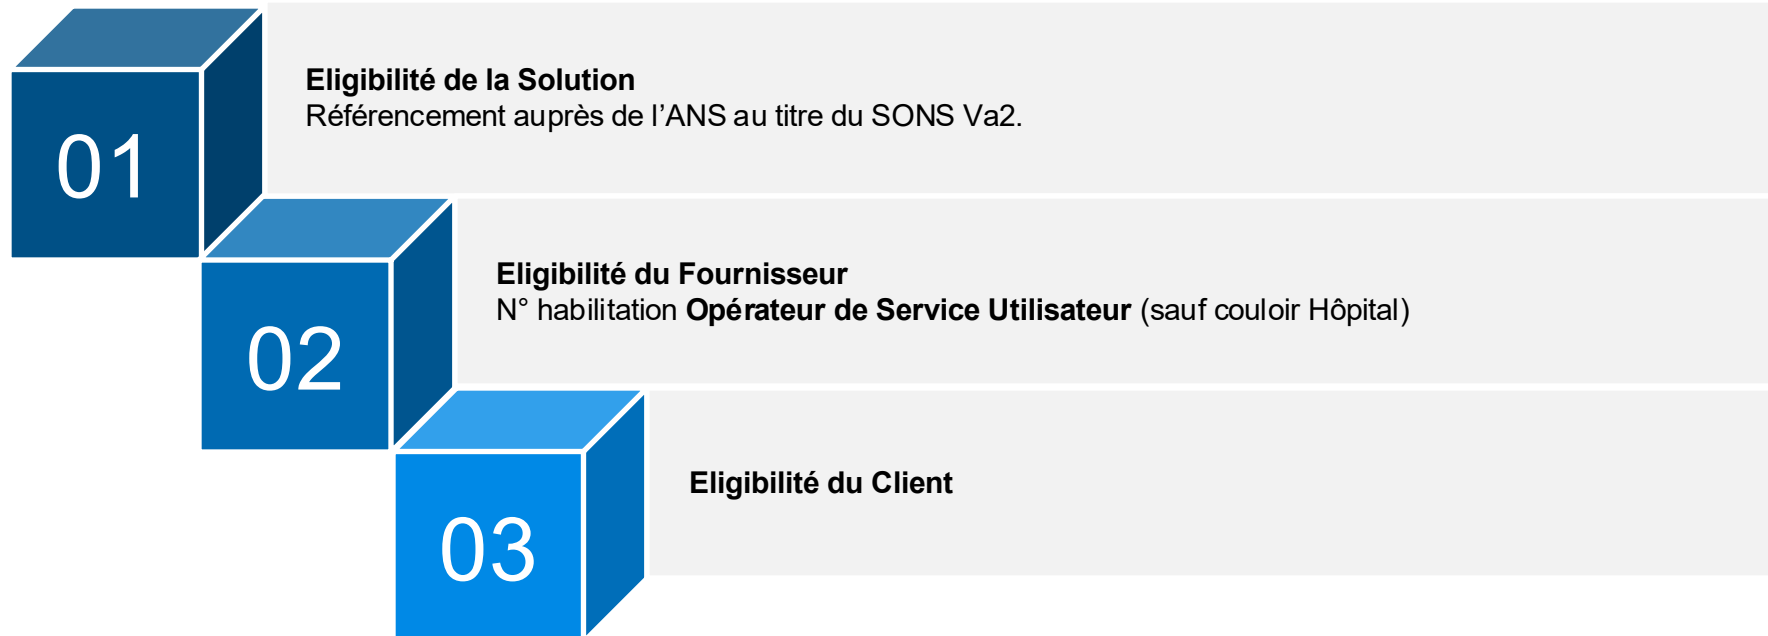 01
Eligibilité de la Solution
Référencement auprès de l’ANS au titre du SONS Va2.
02
Eligibilité du Fournisseur
N° habilitation Opérateur de Service Utilisateur (sauf couloir Hôpital)
03
Eligibilité du Client